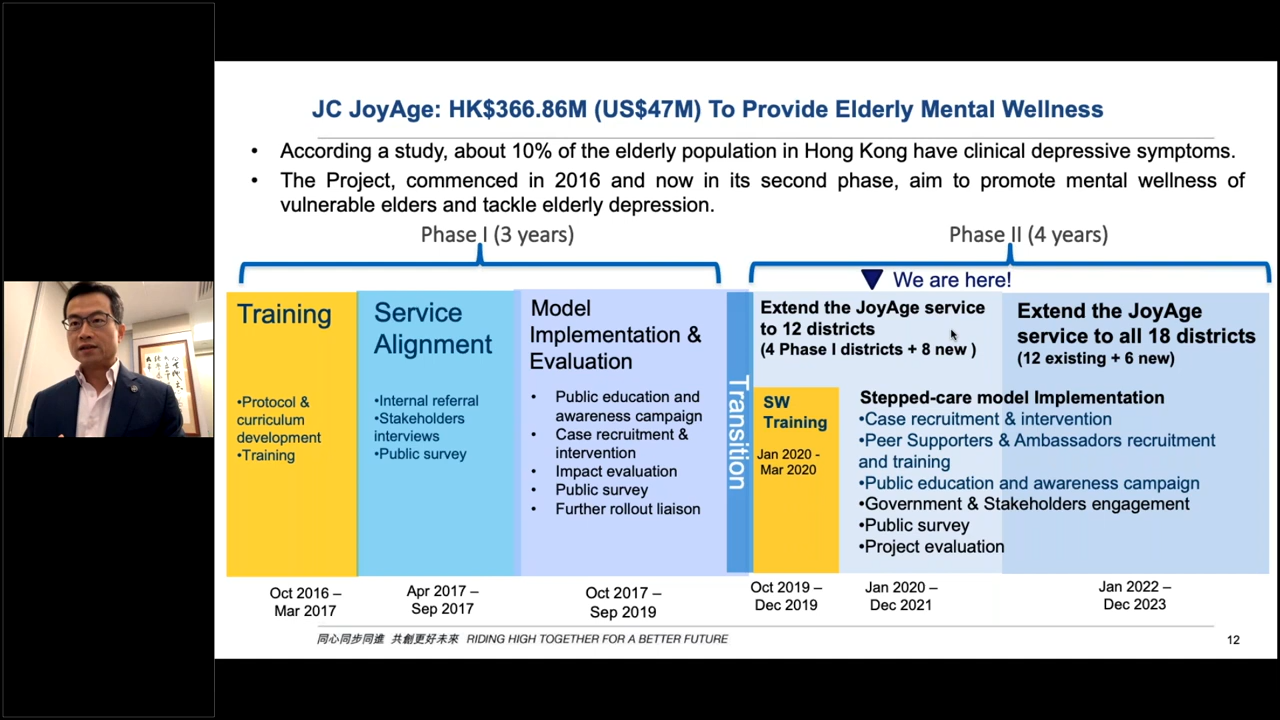 JC JoyAge: HK$366.86M (US$47M) To Provide Elderly Mental Wellness
• According a study, about 10% of the elderly population in Hong Kong have clinical depressive symptoms.
• The Project, commenced in 2016 and now in its second phase, aim to promote mental wellness of
vulnerable elders and tackle elderly depression.
Phase I (3 years)
Phase II (4 years)
We are here!
Training
•Protocol &
curriculum
development
•Training
Service
Alignment
•Internal referral
•Stakeholders
interviews
•Public survey
Model
Implementation &
Evaluation
• Public education and
awareness campaign
• Case recruitment &
intervention
• Impact evaluation
• Public survey
• Further rollout liaison
Transition
Extend the JoyAge service
to 12 districts
(4 Phase I districts + 8 new )
Extend the JoyAge
service to all 18 districts
(12 existing + 6 new)
SW
Training
Jan 2020 -
Mar 2020
Stepped-care model Implementation
•Case recruitment & intervention
•Peer Supporters & Ambassadors recruitment
and training
•Public education and awareness campaign
•Government & Stakeholders engagement
•Public survey
•Project evaluation
Oct 2016 –
Mar 2017
Apr 2017 –
Sep 2017
Oct 2017 –
Sep 2019
Oct 2019 –
Dec 2019
Jan 2020 –
Dec 2021
Jan 2022 –
Dec 2023
同心同步同進 共創更好未來 RIDING HIGH TOGETHER FOR A BETTER FUTURE
12